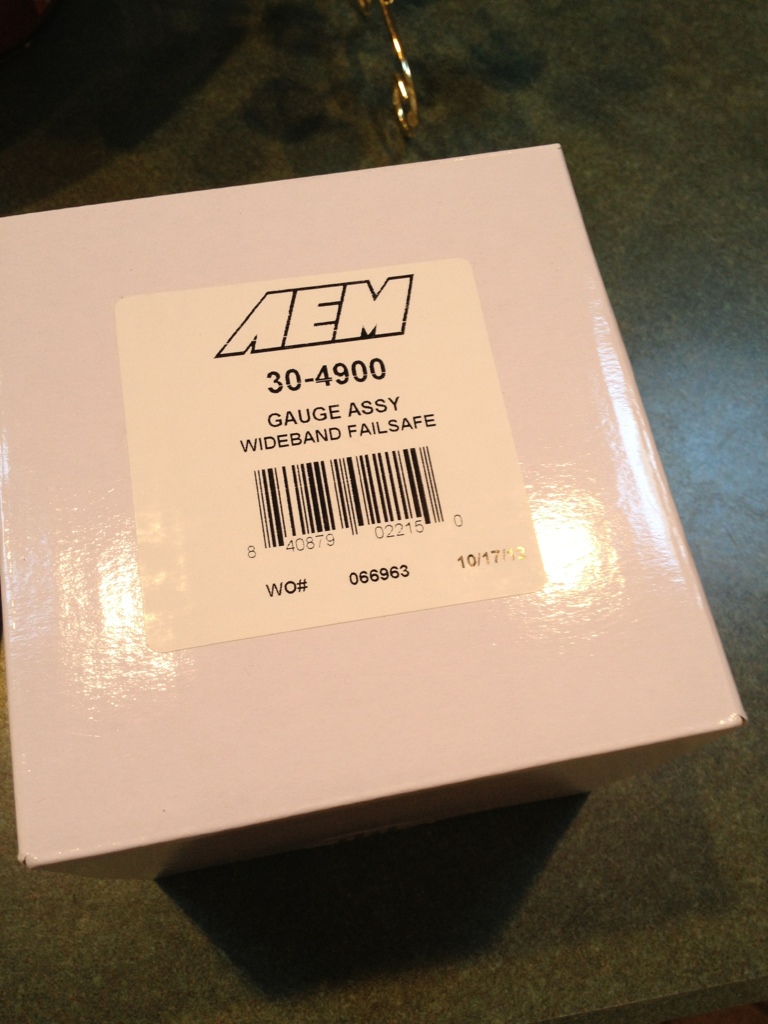 AEM
30-4900
GAUGE ASSY
WIDEBAND FAILSAFE
8 40879 02215 0
WO# 066963